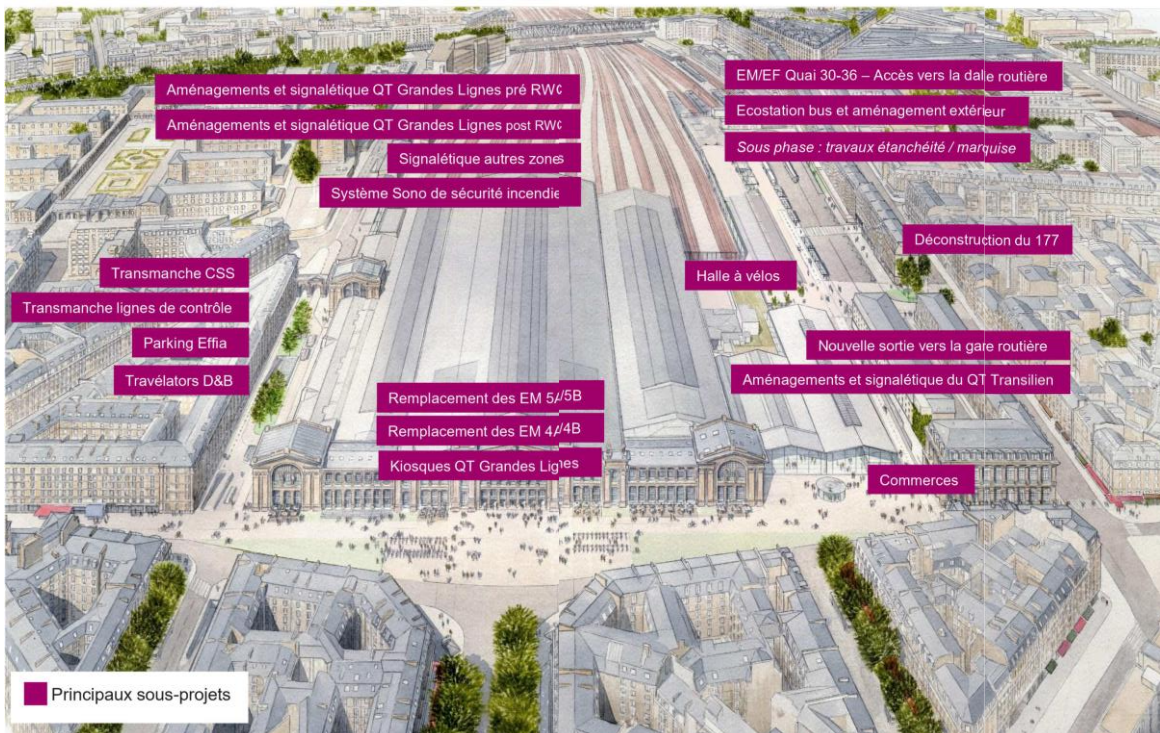 Aménagements et signalétique QT Grandes Lignes pré RWC
Aménagements et signalétique QT Grandes Lignes post RWC
Signalétique autres zones
Système Sono de sécurité incendie
EM/EF Quai 30-36 – Accès vers la dalle routière
Ecostation bus et aménagement extérieur
Sous phase : travaux étanchéité / marquise
Déconstruction du 177
Halle à vélos
Transmanche CSS
Transmanche lignes de contrôle
Parking Effia
Travélators D&B
Nouvelle sortie vers la gare routière
Aménagements et signalétique du QT Transilien
Remplacement des EM 5A/5B
Remplacement des EM 4A/4B
Kiosques QT Grandes Lignes
Commerces
Principaux sous-projets